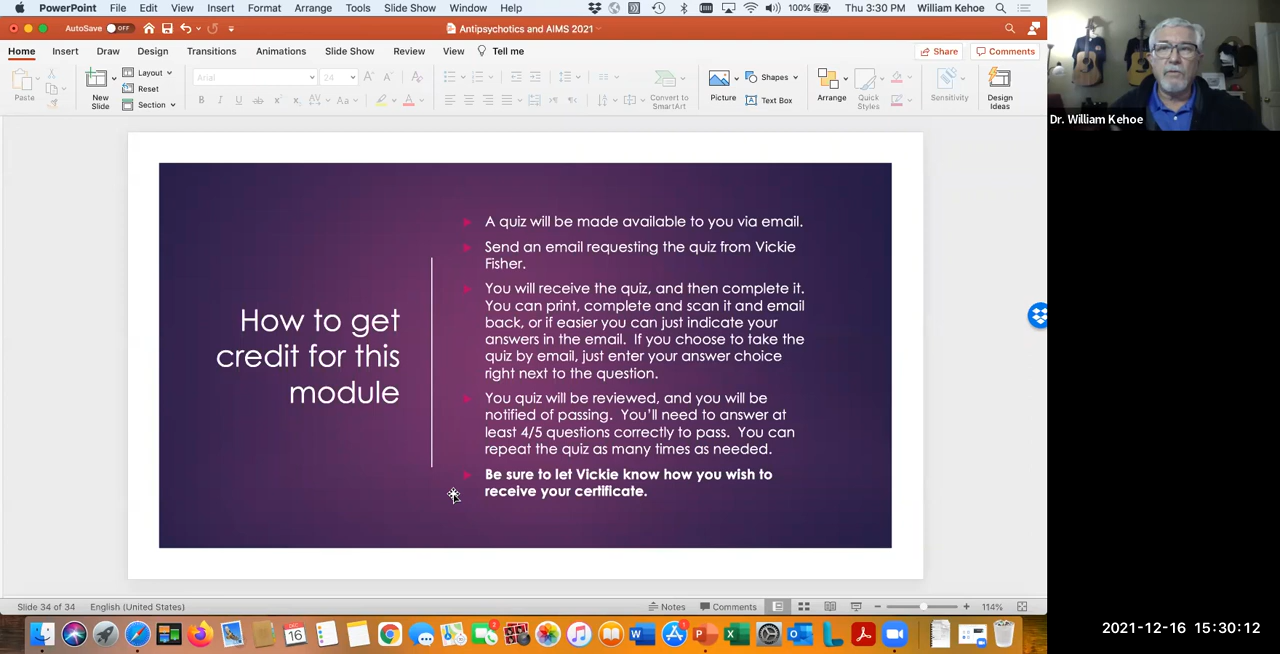 PowerPoint File Edit View Insert Format Arrange Tools Slide Show Window Help 100% Thu 3:30 PM William Kehoe
AutoSave OFF Antipsychotics and AIMS 2021
Home Insert Draw Design Transitions Animations Slide Show Review View Tell me Share Comments
Paste
New Slide
Layout
Reset
Section
Arial 24
Convert to SmartArt
Picture
Shapes
Text Box
Arrange
Quick Styles
Sensitivity
Design Ideas
Dr. William Kehoe
How to get
credit for this
module
A quiz will be made available to you via email.
Send an email requesting the quiz from Vickie
Fisher.
You will receive the quiz, and then complete it.
You can print, complete and scan it and email
back, or if easier you can just indicate your
answers in the email. If you choose to take the
quiz by email, just enter your answer choice
right next to the question.
You quiz will be reviewed, and you will be
notified of passing. You'll need to answer at
least 4/5 questions correctly to pass. You can
repeat the quiz as many times as needed.
Be sure to let Vickie know how you wish to
receive your certificate.
Slide 34 of 34 English (United States) Notes Comments 114%
2021-12-16 15:30:12